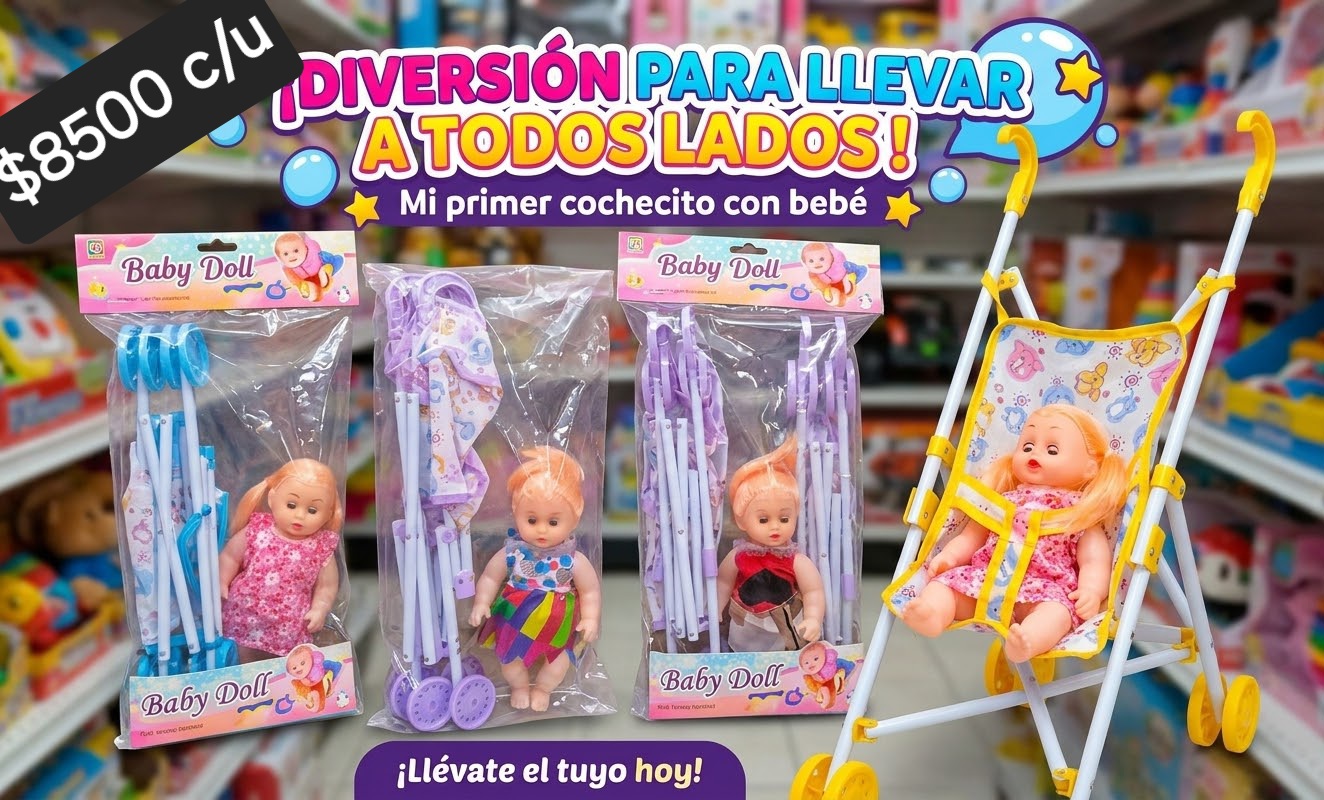 $8500 c/u
¡DIVERSIÓN PARA LLEVAR
A TODOS LADOS !
Mi primer cochecito con bebé
Baby Doll
Baby Doll
Baby Doll
Baby Doll
¡Llévate el tuyo hoy!